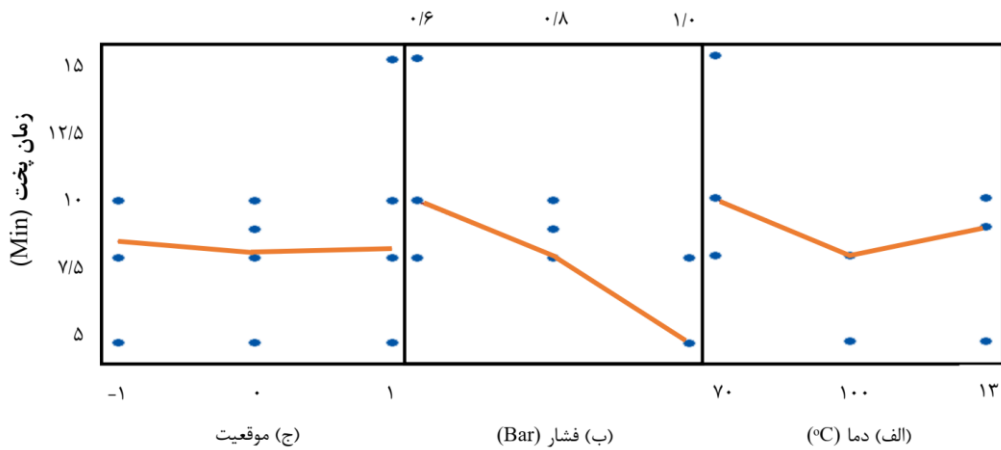 ۰/۶ ۰/۸ ۱/۰
زمان پخت (Min)
۱۵
۱۲/۵
۱۰
۷/۵
۵
-۱ ۰ ۱
۷۰ ۱۰۰ ۱۳
(ج) موقعیت
(ب) فشار (Bar)
(الف) دما (°C)